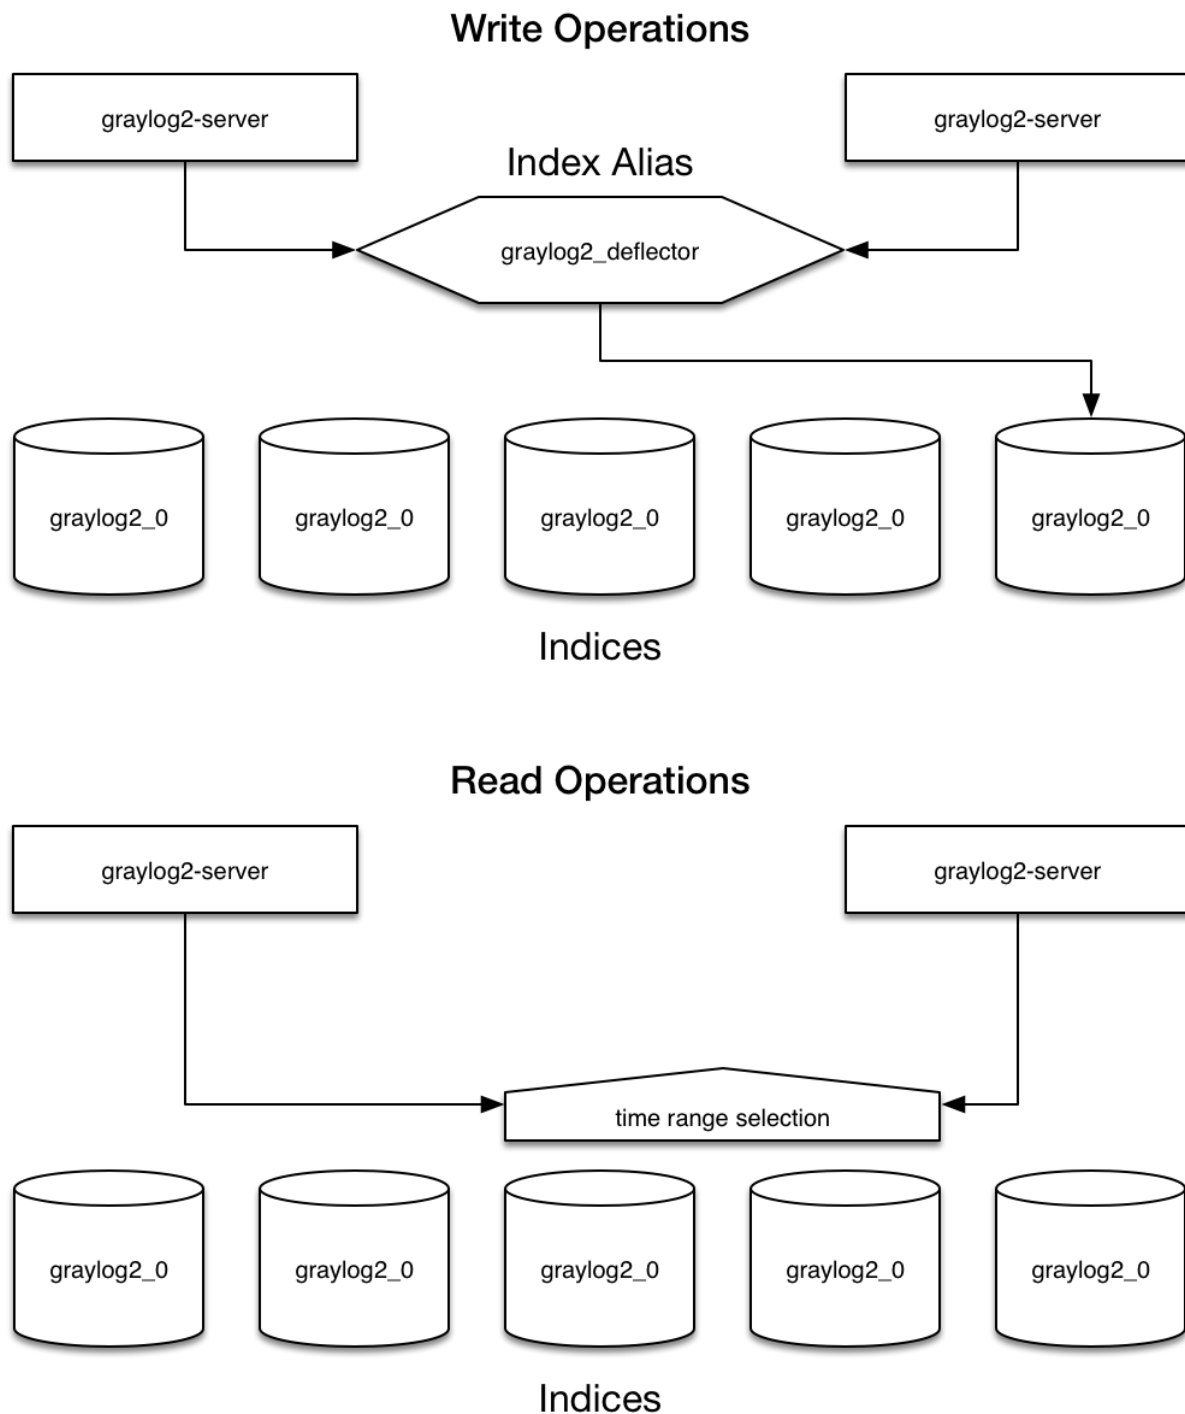 Write Operations
graylog2-server
graylog2-server
Index Alias
graylog2_deflector
graylog2_0
graylog2_0
graylog2_0
graylog2_0
graylog2_0
Indices
Read Operations
graylog2-server
graylog2-server
time range selection
graylog2_0
graylog2_0
graylog2_0
graylog2_0
graylog2_0
Indices